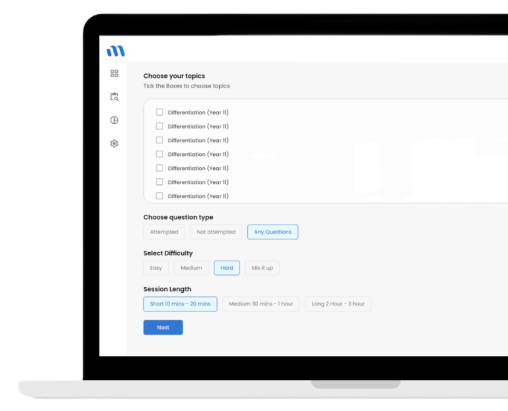 Choose your topics
Tick the Boxes to choose topics
Differentiation (Year 11)
Differentiation (Year 11)
Differentiation (Year 11)
Differentiation (Year 11)
Differentiation (Year 11)
Differentiation (Year 11)
Differentiation (Year 11)
Choose question type
Attempted Not attempted Any Questions
Select Difficulty
Easy Medium Hard Mix it up
Session Length
Short 10 mins - 20 mins Medium 30 mins - 1 hour Long 2 Hour - 3 hour
Next